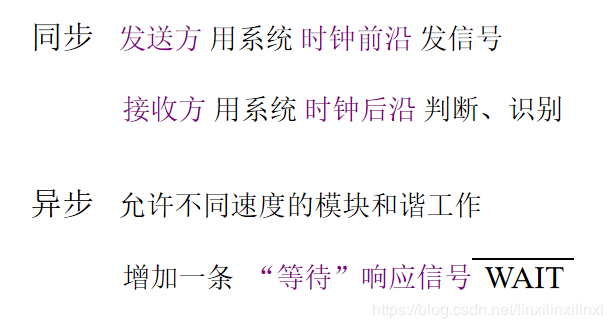 同步 发送方 用系统 时钟前沿 发信号
接收方 用系统 时钟后沿 判断、识别
异步 允许不同速度的模块和谐工作
增加一条 “等待”响应信号 WAIT
https://blog.csdn.net/linxilinxilinxi